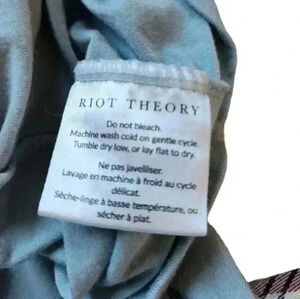 RIOT THEORY
Do not bleach.
Machine wash cold on gentle cycle.
Tumble dry low, or lay flat to dry.
Ne pas javelliser.
Lavage en machine à froid au cycle
délicat.
Sèche-linge à basse température, ou
sécher à plat.